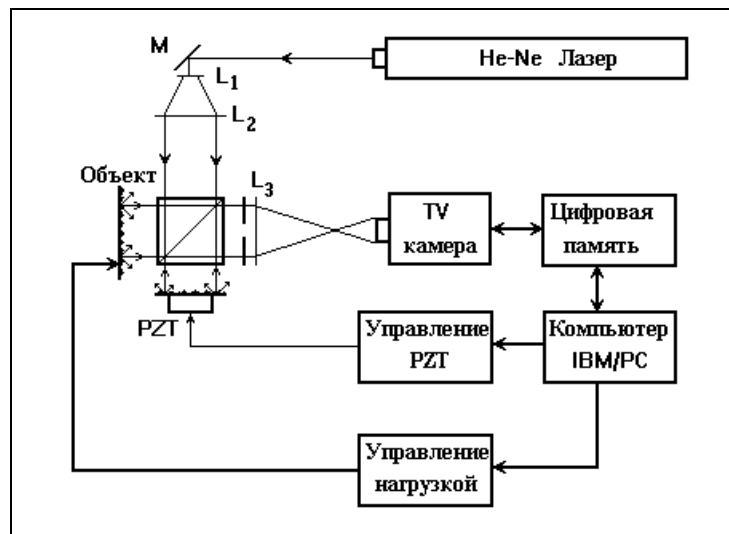 M
He-Ne Лазер
L1
L2
Объект
L3
TV
камера
Цифровая
память
PZT
Управление
PZT
Компьютер
IBM/PC
Управление
нагрузкой